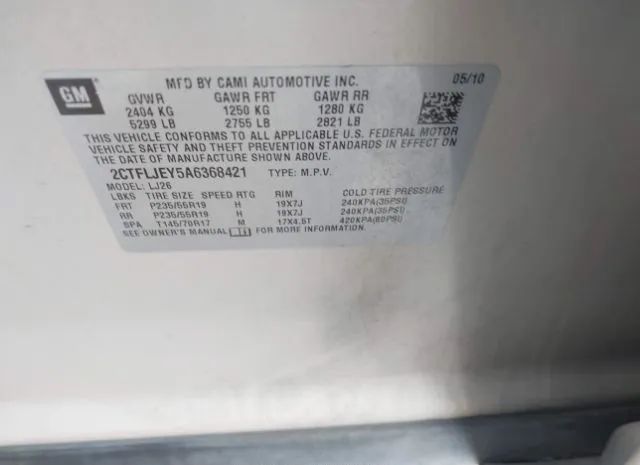 GM
MFD BY CAMI AUTOMOTIVE INC. 05/10
GVWR GAWR FRT GAWR RR
2404 KG 1250 KG 1280 KG
5299 LB 2755 LB 2821 LB
THIS VEHICLE CONFORMS TO ALL APPLICABLE U.S. FEDERAL MOTOR
VEHICLE SAFETY AND THEFT PREVENTION STANDARDS IN EFFECT ON
THE DATE OF MANUFACTURE SHOWN ABOVE.
2CTFLJEY5A6368421 TYPE: M.P.V.
MODEL: LJ26
LBKS TIRE SIZE SPEED RTG RIM COLD TIRE PRESSURE
FRT P235/55R19 H 19X7J 240KPA(35PSI)
RR P235/55R19 H 19X7J 240KPA(35PSI)
SPA T145/70R17 M 17X4.5T 420KPA(60PSI)
SEE OWNER'S MANUAL FOR MORE INFORMATION.